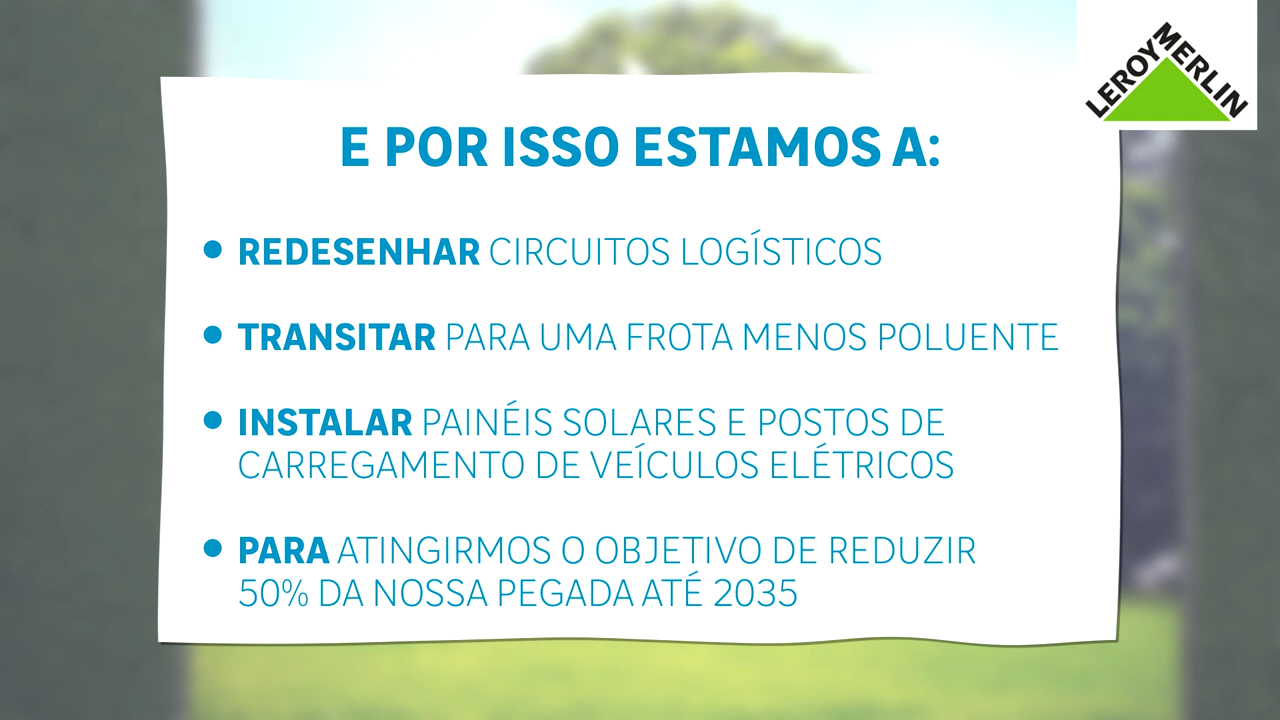 LEROY MERLIN
E POR ISSO ESTAMOS A:
• REDESENHAR CIRCUITOS LOGÍSTICOS
• TRANSITAR PARA UMA FROTA MENOS POLUENTE
• INSTALAR PAINÉIS SOLARES E POSTOS DE
CARREGAMENTO DE VEÍCULOS ELÉTRICOS
• PARA ATINGIRMOS O OBJETIVO DE REDUZIR
50% DA NOSSA PEGADA ATÉ 2035